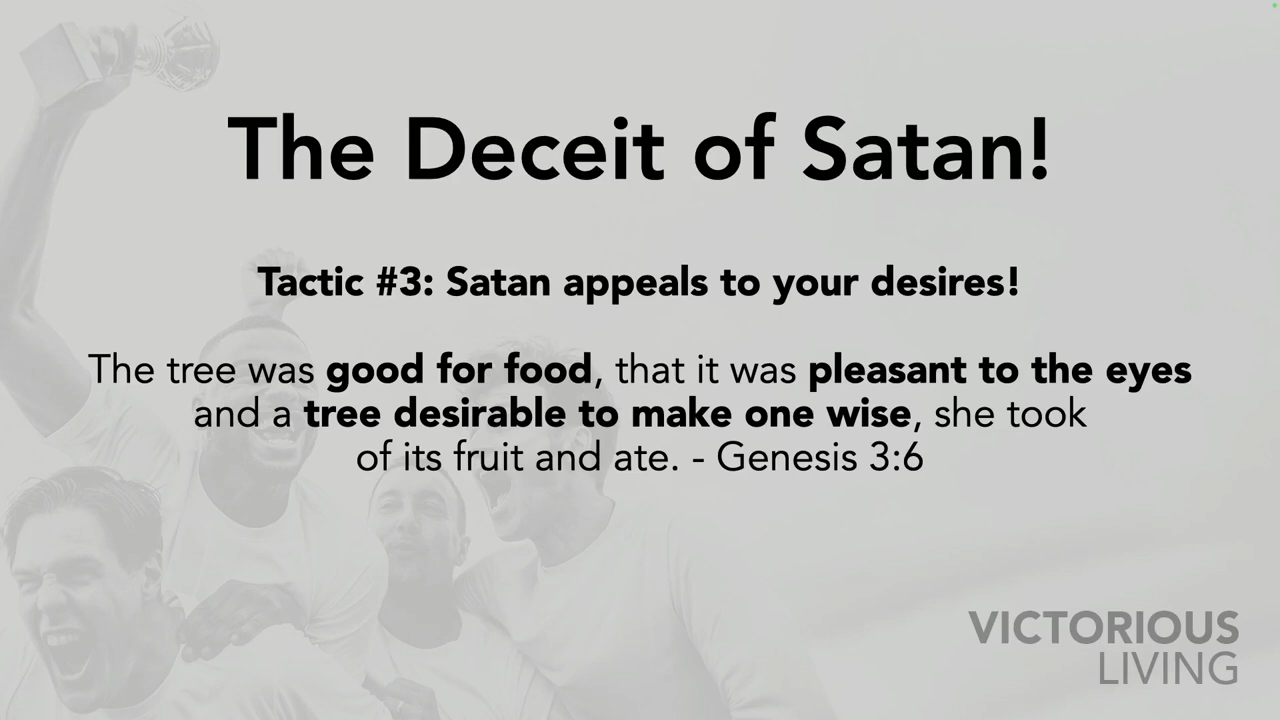 The Deceit of Satan!
Tactic #3: Satan appeals to your desires!
The tree was good for food, that it was pleasant to the eyes
and a tree desirable to make one wise, she took
of its fruit and ate. - Genesis 3:6
VICTORIOUS
LIVING